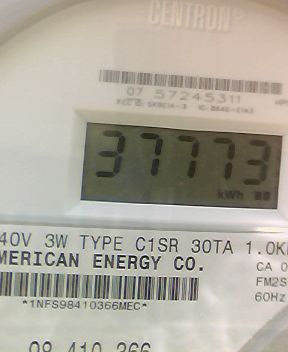 CENTRON®
07 57245311
37773
kWh
40V 3W TYPE C1SR 30TA 1.0K
MERICAN ENERGY CO.
CA 0
FM2S
60Hz
*1NFS98410366MEC*
98 410 366